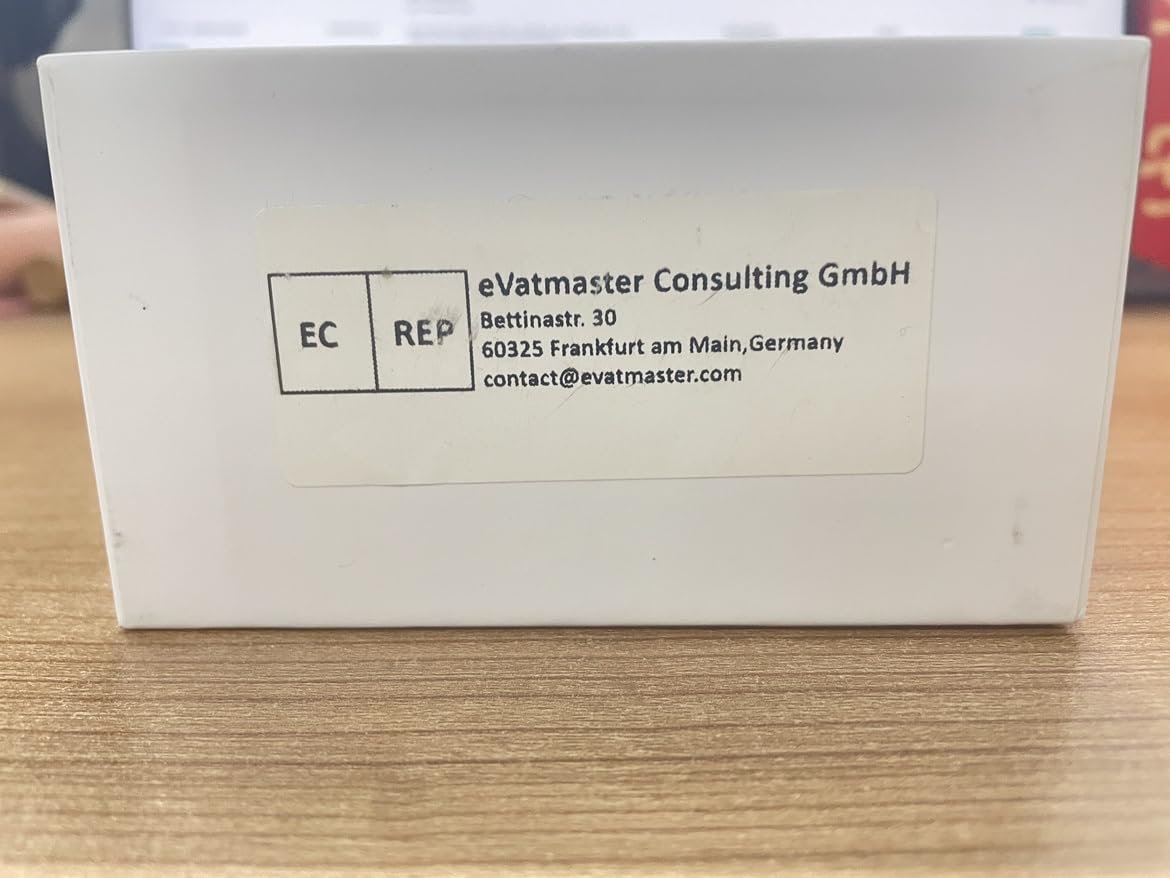 EC REP
eVatmaster Consulting GmbH
Bettinastr. 30
60325 Frankfurt am Main,Germany
contact@evatmaster.com